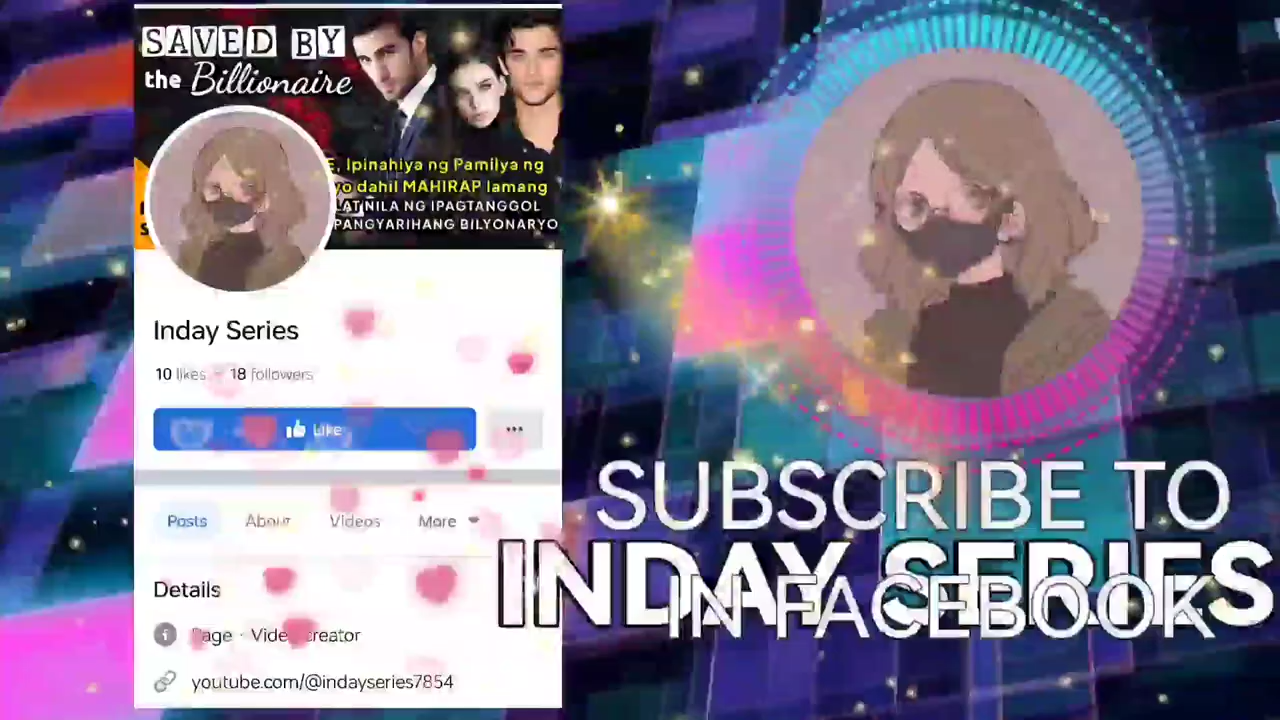 SAVED BY
the Billionaire
, Ipinahiya ng Pamilya ng
dahil MAHIRAP lamang
NILA NG IPAGTANGGOL
PANGYARIHANG BILYONARYO
Inday Series
10 likes · 18 followers
Like
Posts About Videos More
Details
Page · Video creator
youtube.com/@indayseries7854
SUBSCRIBE TO
INDAY SERIES
IN FACEBOOK